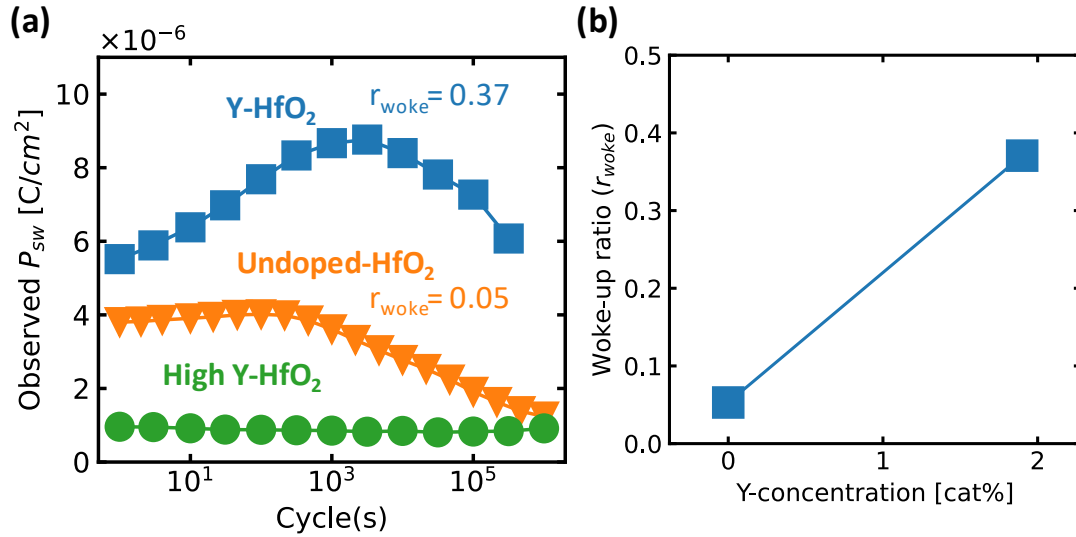 (a)
×10⁻⁶
Observed P_sw [C/cm²]
10
8
6
4
2
0
Y-HfO₂
r_woke = 0.37
Undoped-HfO₂
r_woke = 0.05
High Y-HfO₂
10¹
10³
10⁵
Cycle(s)
(b)
Woke-up ratio (r_woke)
0.5
0.4
0.3
0.2
0.1
0.0
0
1
2
Y-concentration [cat%]